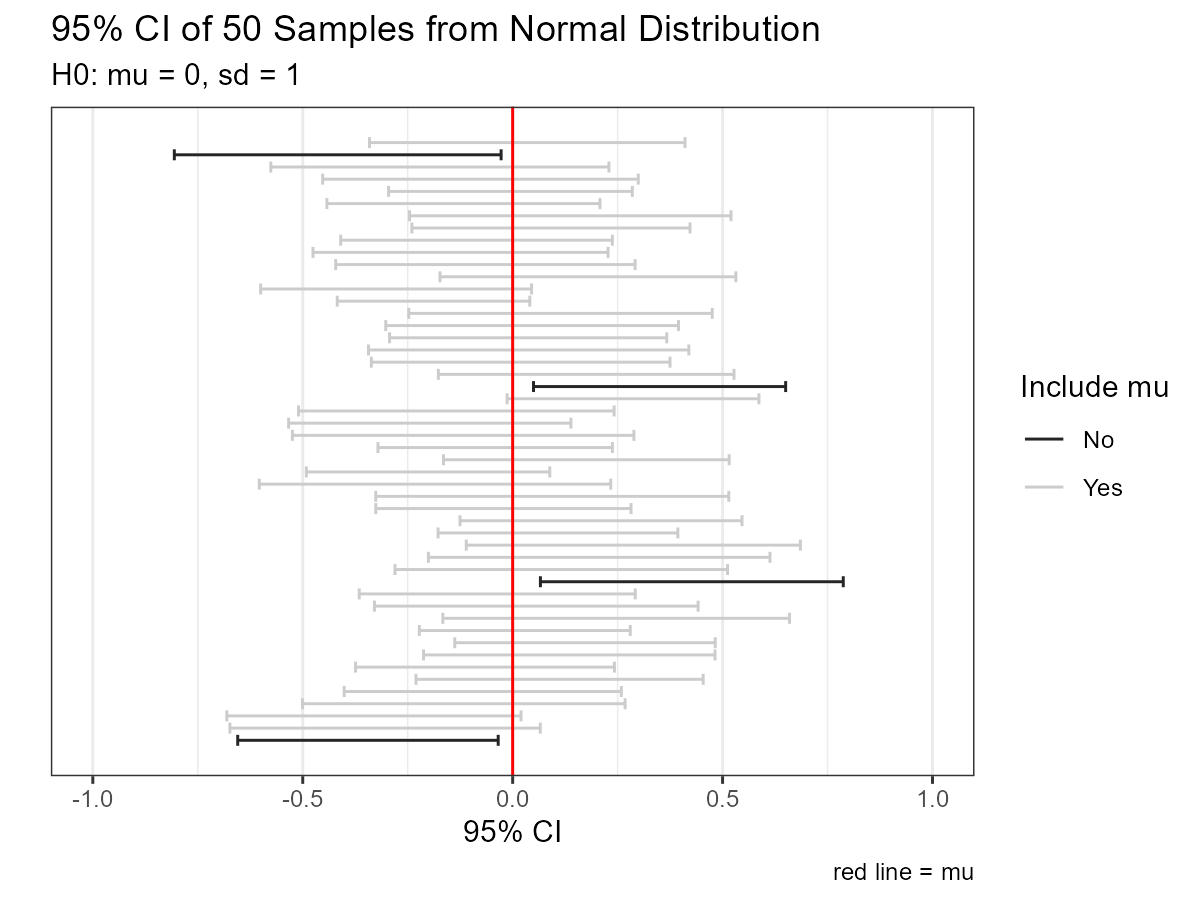 95% CI of 50 Samples from Normal Distribution
H0: mu = 0, sd = 1
Include mu
No
Yes
-1.0 -0.5 0.0 0.5 1.0
95% CI
red line = mu